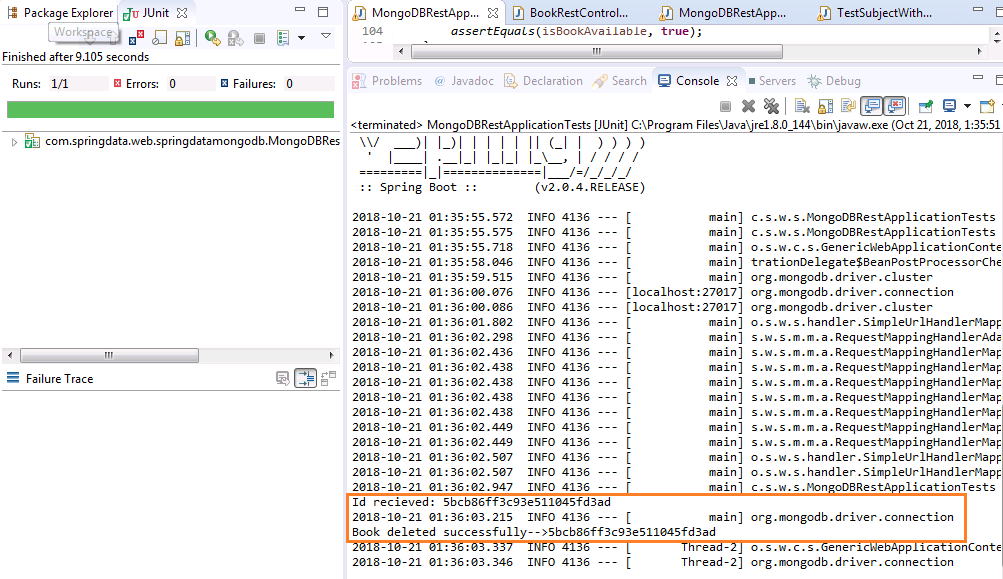 Package Explorer
JUnit
Workspace
Finished after 9.105 seconds
Runs: 1/1
Errors: 0
Failures: 0
com.springdata.web.springdatamongodb.MongoDBRes
Failure Trace
MongoDBRestApp...
BookRestControl...
MongoDBRestApp...
TestSubjectWith...
104 assertEquals(isBookAvailable, true);
Problems
@ Javadoc
Declaration
Search
Console
Servers
Debug
<terminated> MongoDBRestApplicationTests [JUnit] C:\Program Files\Java\jre1.8.0_144\bin\javaw.exe (Oct 21, 2018, 1:35:51
:: Spring Boot :: (v2.0.4.RELEASE)
2018-10-21 01:35:55.572 INFO 4136 --- [ main] c.s.w.s.MongoDBRestApplicationTests
2018-10-21 01:35:55.575 INFO 4136 --- [ main] c.s.w.s.MongoDBRestApplicationTests
2018-10-21 01:35:55.718 INFO 4136 --- [ main] o.s.w.c.s.GenericWebApplicationConte
2018-10-21 01:35:58.046 INFO 4136 --- [ main] trationDelegate$BeanPostProcessorChe
2018-10-21 01:35:59.515 INFO 4136 --- [ main] org.mongodb.driver.cluster
2018-10-21 01:36:00.076 INFO 4136 --- [localhost:27017] org.mongodb.driver.connection
2018-10-21 01:36:00.086 INFO 4136 --- [localhost:27017] org.mongodb.driver.cluster
2018-10-21 01:36:01.802 INFO 4136 --- [ main] o.s.w.s.handler.SimpleUrlHandlerMapp
2018-10-21 01:36:02.298 INFO 4136 --- [ main] s.w.s.m.m.a.RequestMappingHandlerAda
2018-10-21 01:36:02.436 INFO 4136 --- [ main] s.w.s.m.m.a.RequestMappingHandlerMap
2018-10-21 01:36:02.438 INFO 4136 --- [ main] s.w.s.m.m.a.RequestMappingHandlerMap
2018-10-21 01:36:02.438 INFO 4136 --- [ main] s.w.s.m.m.a.RequestMappingHandlerMap
2018-10-21 01:36:02.438 INFO 4136 --- [ main] s.w.s.m.m.a.RequestMappingHandlerMap
2018-10-21 01:36:02.438 INFO 4136 --- [ main] s.w.s.m.m.a.RequestMappingHandlerMap
2018-10-21 01:36:02.449 INFO 4136 --- [ main] s.w.s.m.m.a.RequestMappingHandlerMap
2018-10-21 01:36:02.449 INFO 4136 --- [ main] s.w.s.m.m.a.RequestMappingHandlerMap
2018-10-21 01:36:02.507 INFO 4136 --- [ main] o.s.w.s.handler.SimpleUrlHandlerMapp
2018-10-21 01:36:02.507 INFO 4136 --- [ main] o.s.w.s.handler.SimpleUrlHandlerMapp
2018-10-21 01:36:02.947 INFO 4136 --- [ main] c.s.w.s.MongoDBRestApplicationTests
Id recieved: 5bcb86ff3c93e511045fd3ad
2018-10-21 01:36:03.215 INFO 4136 --- [ main] org.mongodb.driver.connection
Book deleted successfully-->5bcb86ff3c93e511045fd3ad
2018-10-21 01:36:03.337 INFO 4136 --- [ Thread-2] o.s.w.c.s.GenericWebApplicationConte
2018-10-21 01:36:03.346 INFO 4136 --- [ Thread-2] org.mongodb.driver.connection